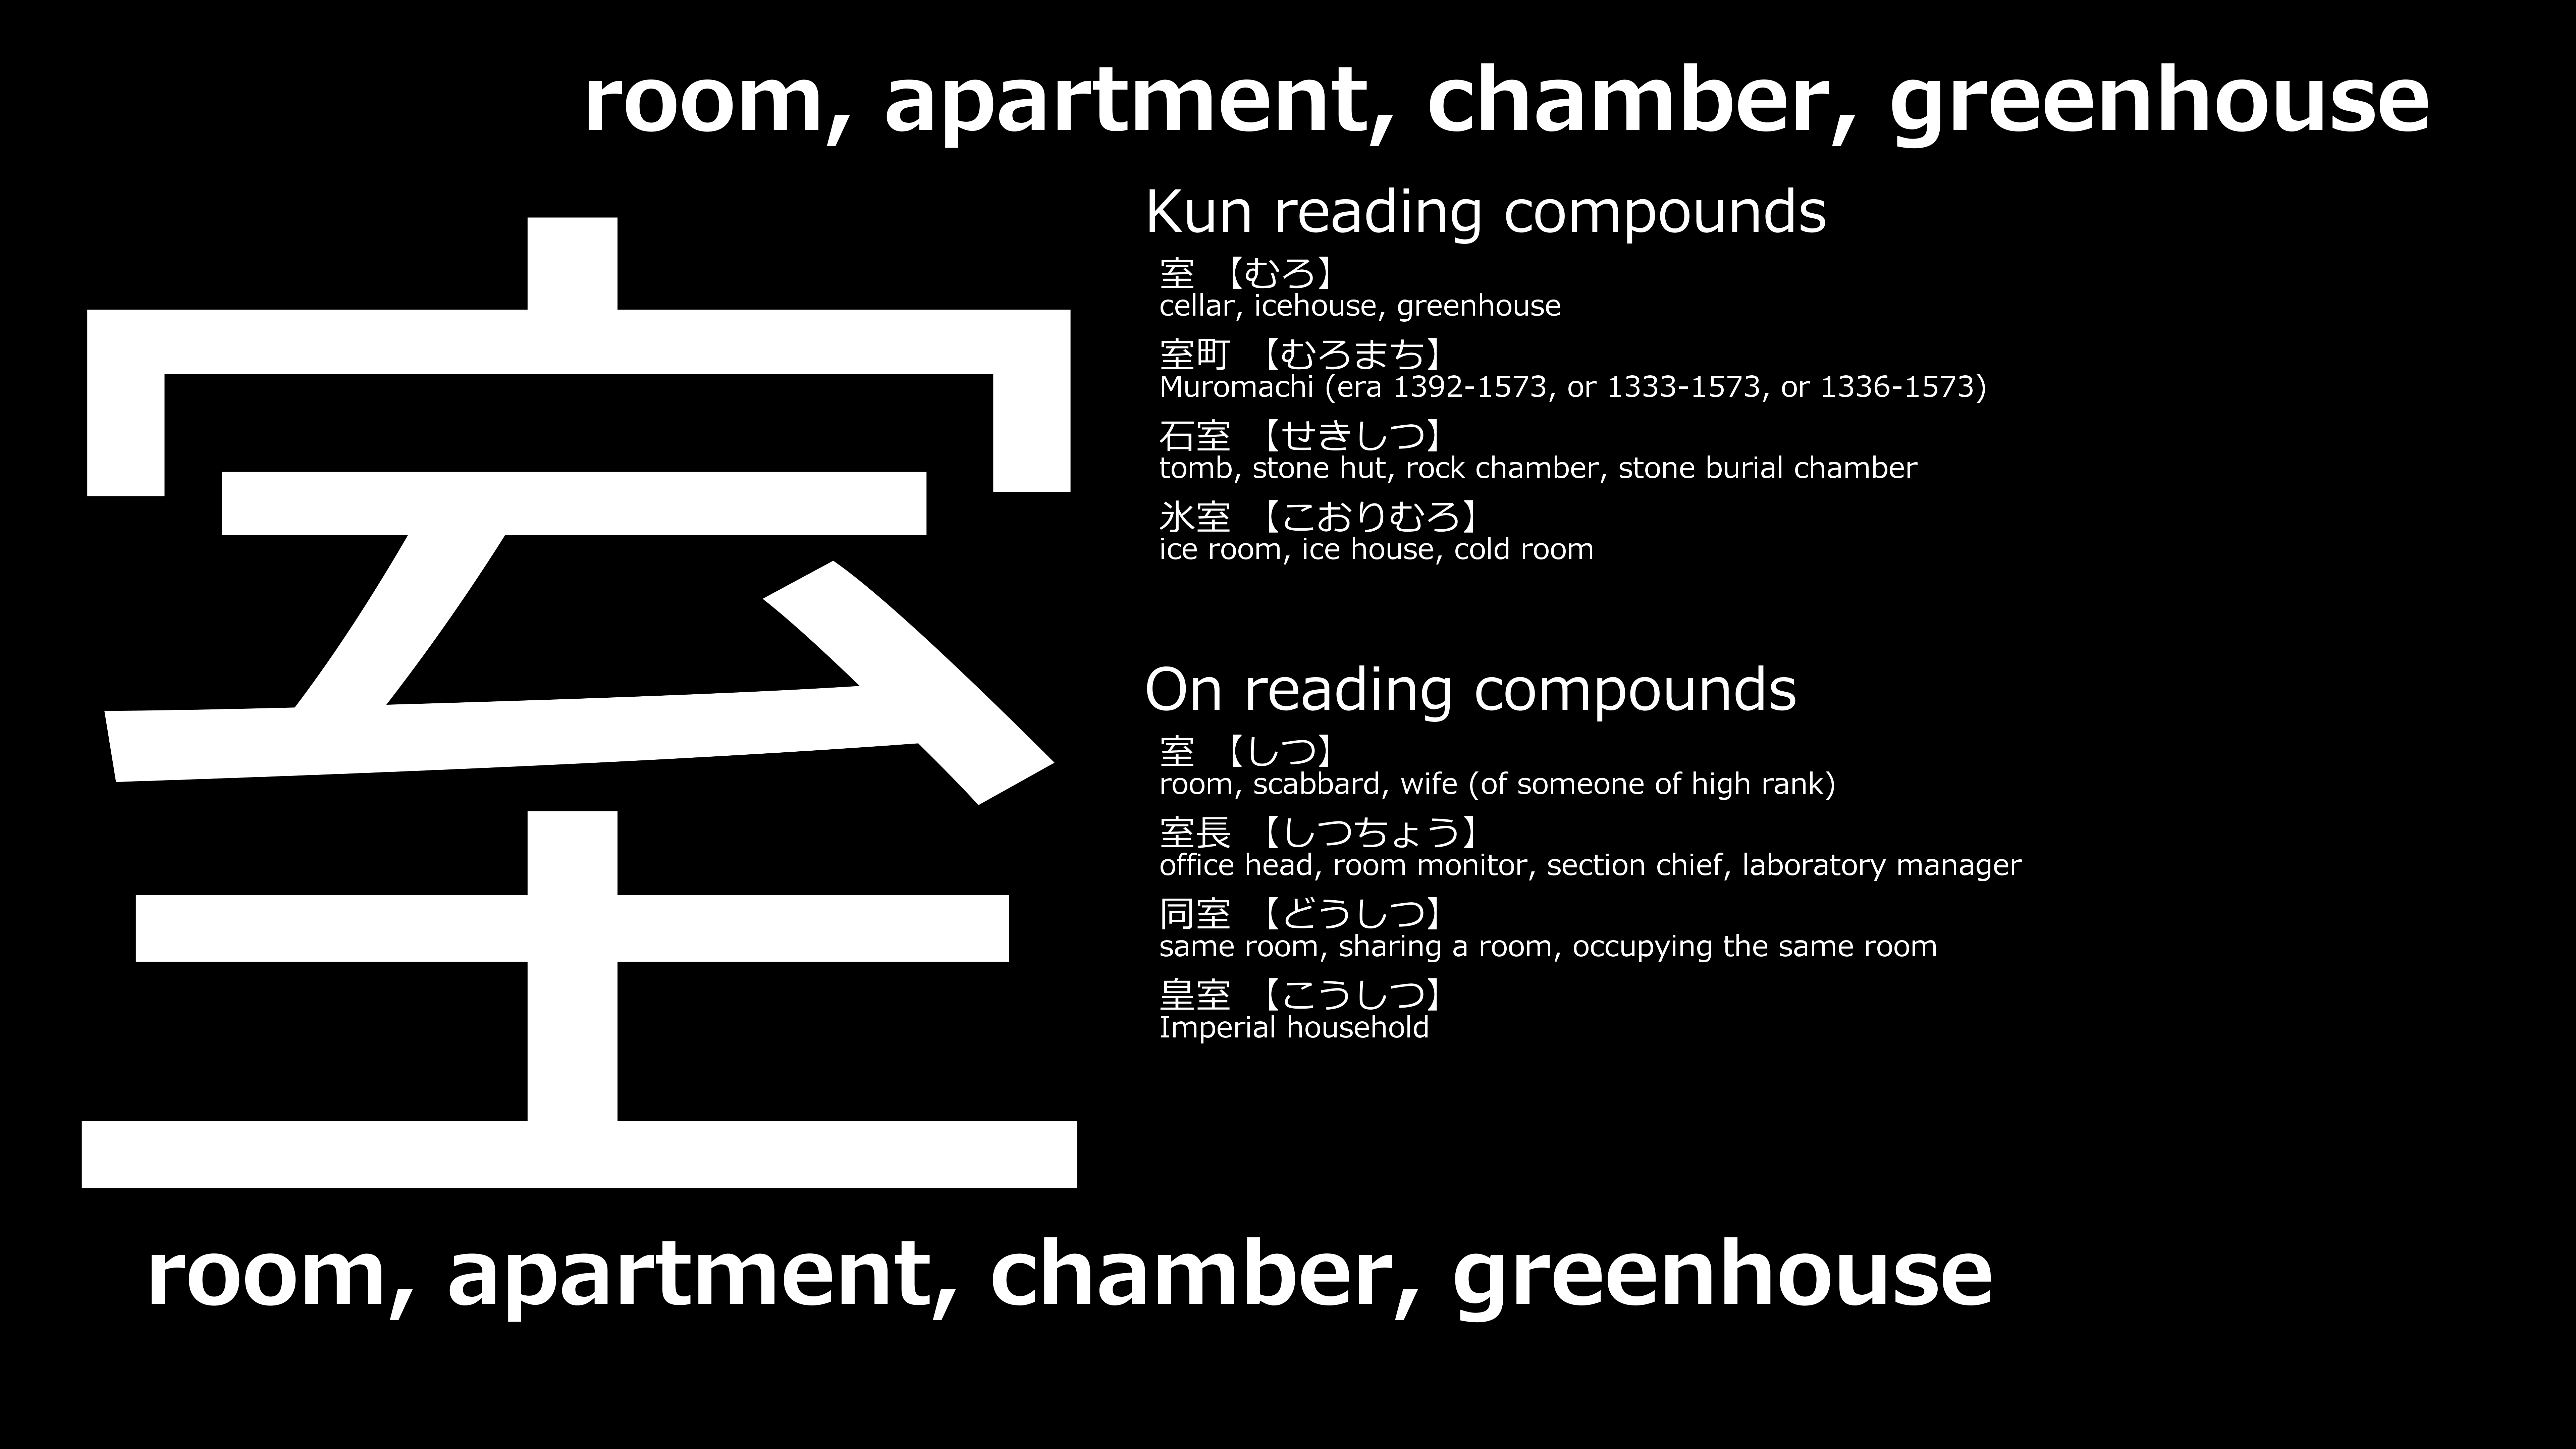 room, apartment, chamber, greenhouse
室
Kun reading compounds
室 【むろ】
cellar, icehouse, greenhouse
室町 【むろまち】
Muromachi (era 1392-1573, or 1333-1573, or 1336-1573)
石室 【せきしつ】
tomb, stone hut, rock chamber, stone burial chamber
氷室 【こおりむろ】
ice room, ice house, cold room
On reading compounds
室 【しつ】
room, scabbard, wife (of someone of high rank)
室長 【しつちょう】
office head, room monitor, section chief, laboratory manager
同室 【どうしつ】
same room, sharing a room, occupying the same room
皇室 【こうしつ】
Imperial household
room, apartment, chamber, greenhouse